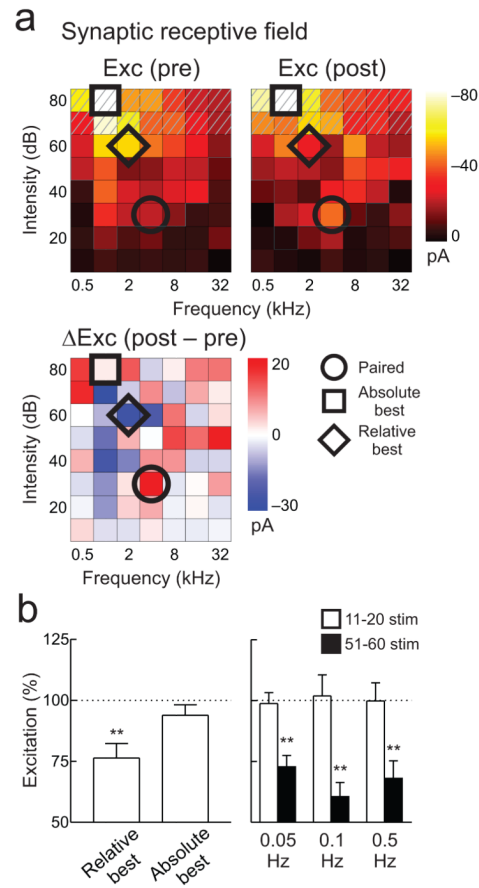 a
Synaptic receptive field
Exc (pre)
Exc (post)
Intensity (dB)
80
60
40
20
0.5 2 8 32
0.5 2 8 32
Frequency (kHz)
–80
–40
0
pA
ΔExc (post – pre)
Intensity (dB)
80
60
40
20
0.5 2 8 32
Frequency (kHz)
20
0
–30
pA
Paired
Absolute
best
Relative
best
b
11-20 stim
51-60 stim
Excitation (%)
125
100
75
50
**
Relative
best
Absolute
best
**
**
**
0.05
Hz
0.1
Hz
0.5
Hz